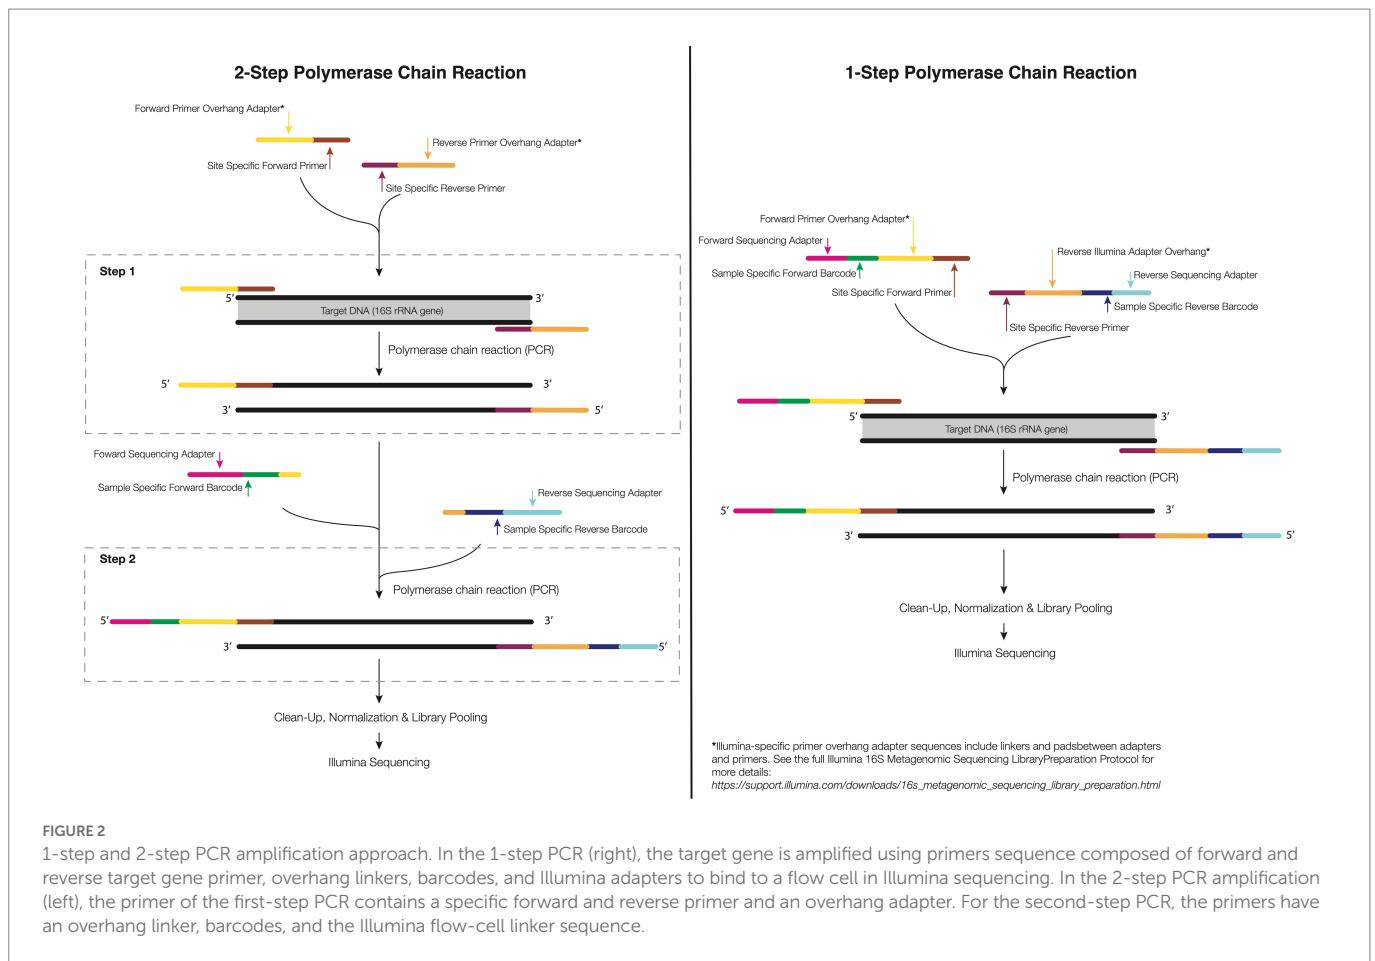 2-Step Polymerase Chain Reaction
Forward Primer Overhang Adapter*
Reverse Primer Overhang Adapter*
Site Specific Forward Primer
Site Specific Reverse Primer
Step 1
5’
3’
Target DNA (16S rRNA gene)
Polymerase chain reaction (PCR)
5’
3’
3’
5’
Foward Sequencing Adapter
Sample Specific Forward Barcode
Reverse Sequencing Adapter
Sample Specific Reverse Barcode
Step 2
Polymerase chain reaction (PCR)
5’
3’
3’
5’
Clean-Up, Normalization & Library Pooling
Illumina Sequencing
1-Step Polymerase Chain Reaction
Forward Primer Overhang Adapter*
Forward Sequencing Adapter
Reverse Illumina Adapter Overhang*
Sample Specific Forward Barcode
Reverse Sequencing Adapter
Site Specific Forward Primer
Sample Specific Reverse Barcode
Site Specific Reverse Primer
5’
3’
Target DNA (16S rRNA gene)
Polymerase chain reaction (PCR)
5’
3’
3’
5’
Clean-Up, Normalization & Library Pooling
Illumina Sequencing
*Illumina-specific primer overhang adapter sequences include linkers and padsbetween adapters
and primers. See the full Illumina 16S Metagenomic Sequencing LibraryPreparation Protocol for
more details:
https://support.illumina.com/downloads/16s_metagenomic_sequencing_library_preparation.html
FIGURE 2
1-step and 2-step PCR amplification approach. In the 1-step PCR (right), the target gene is amplified using primers sequence composed of forward and
reverse target gene primer, overhang linkers, barcodes, and Illumina adapters to bind to a flow cell in Illumina sequencing. In the 2-step PCR amplification
(left), the primer of the first-step PCR contains a specific forward and reverse primer and an overhang adapter. For the second-step PCR, the primers have
an overhang linker, barcodes, and the Illumina flow-cell linker sequence.